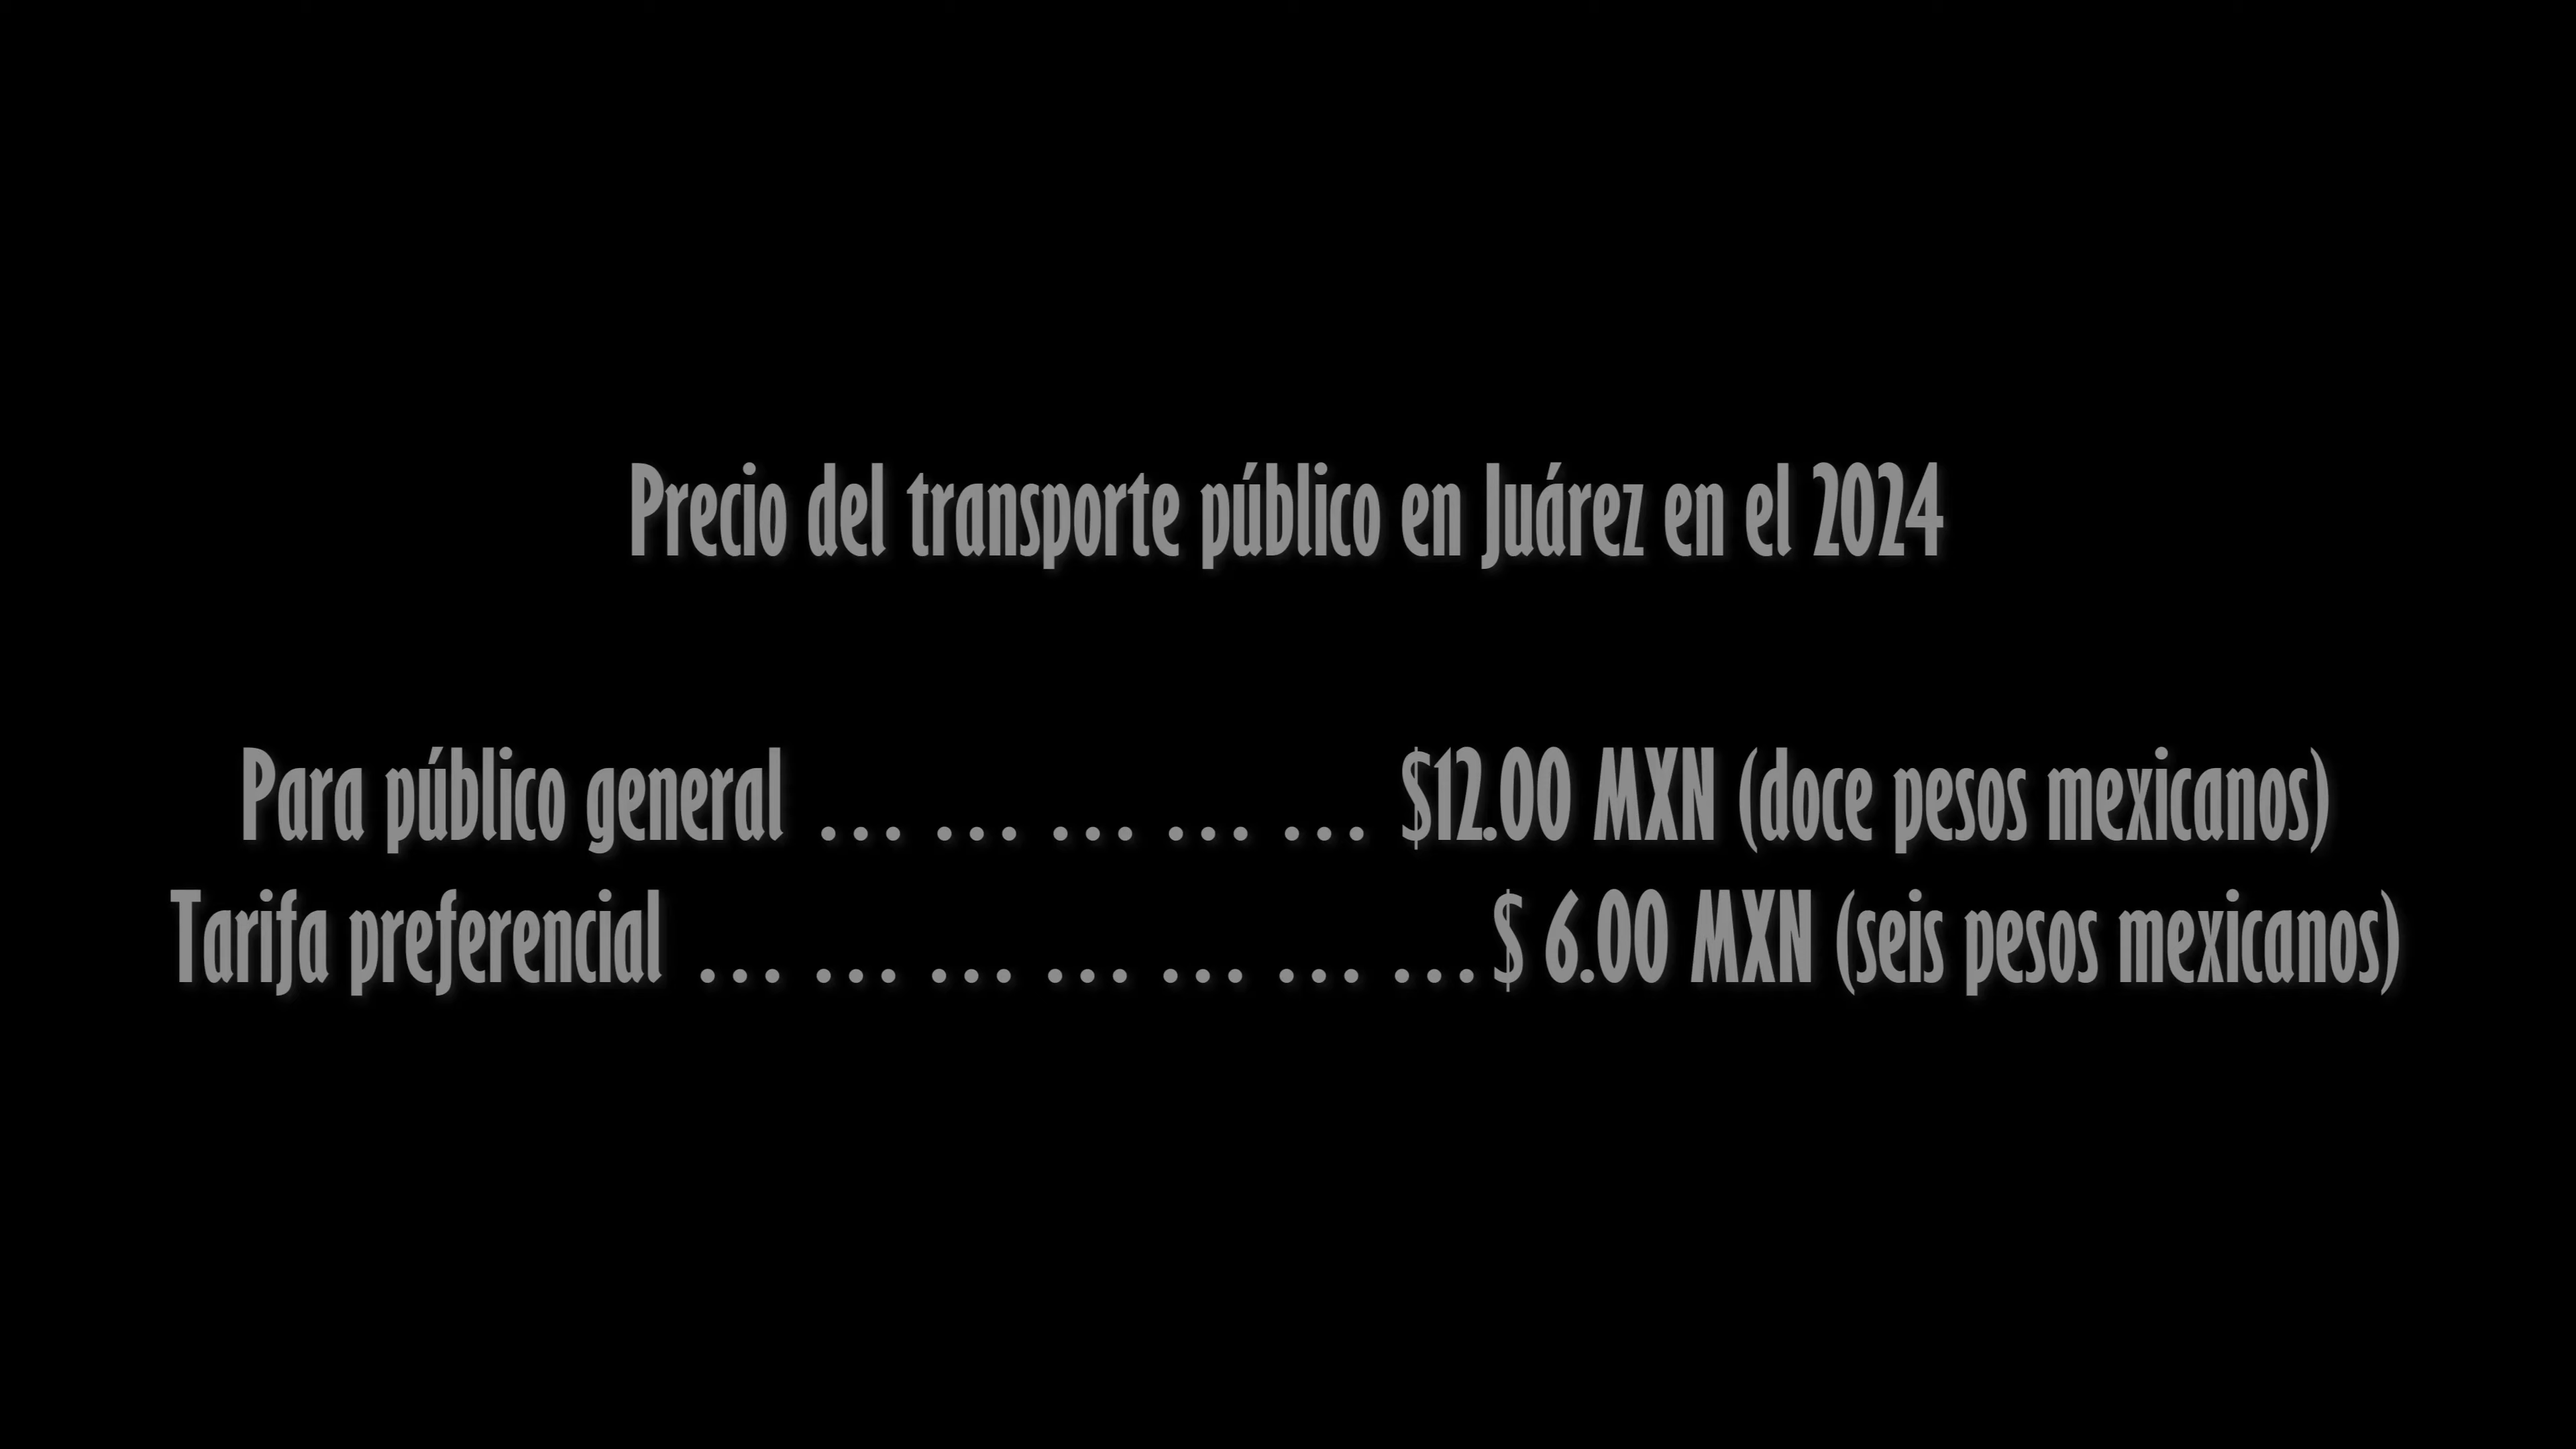 Precio del transporte público en Juárez en el 2024
Para público general ... ... ... ... ... $12.00 MXN (doce pesos mexicanos)
Tarifa preferencial ... ... ... ... ... ... ...$ 6.00 MXN (seis pesos mexicanos)